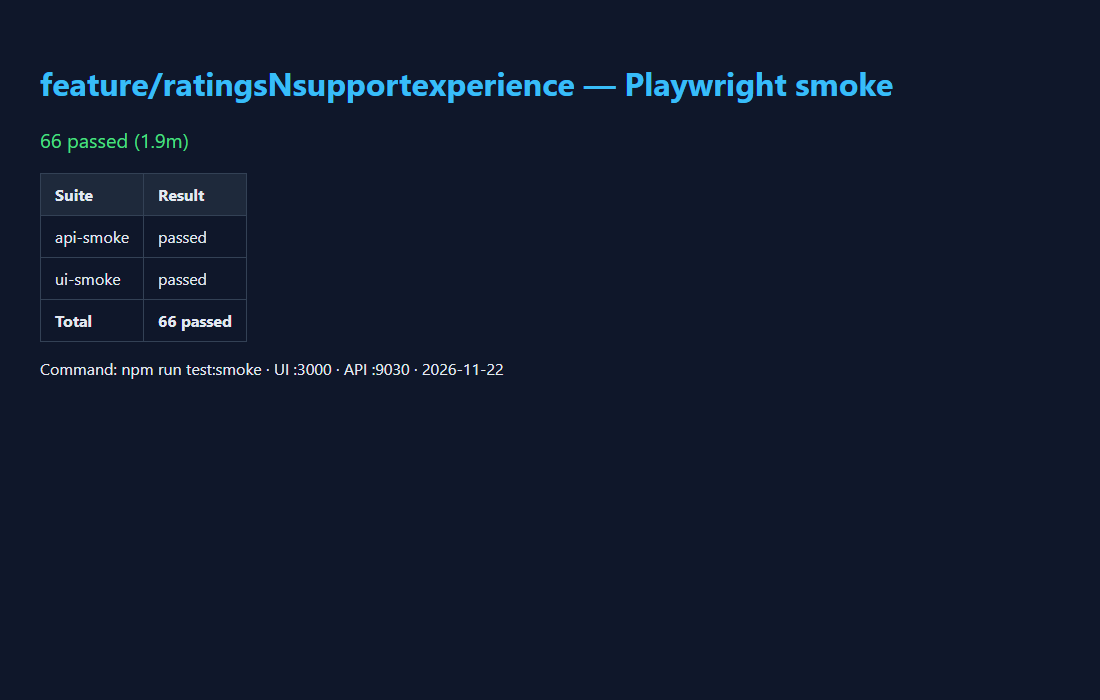 feature/ratingsNsupportexperience — Playwright smoke
66 passed (1.9m)
Suite Result
api-smoke passed
ui-smoke passed
Total 66 passed
Command: npm run test:smoke · UI :3000 · API :9030 · 2026-11-22